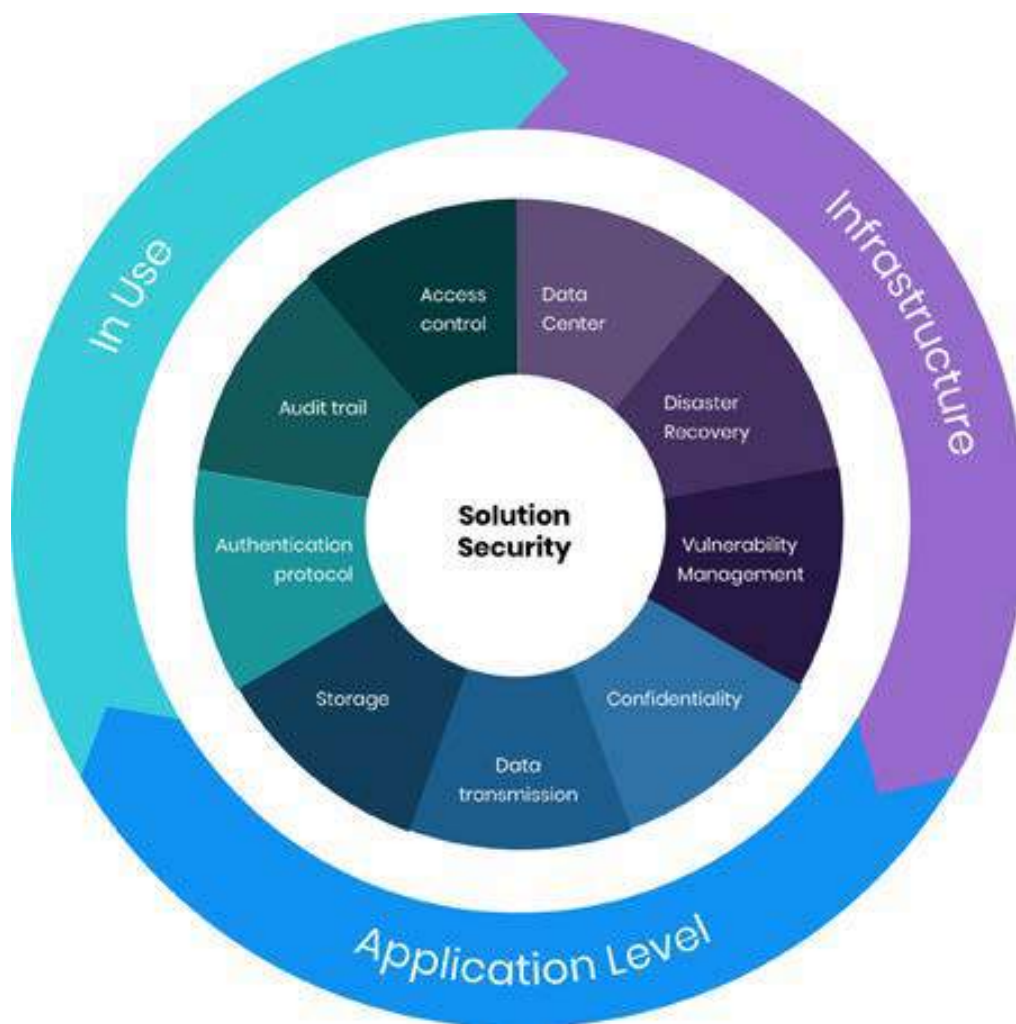 In Use
Infrastructure
Application Level
Access
control
Data
Center
Disaster
Recovery
Vulnerability
Management
Confidentiality
Data
transmission
Storage
Authentication
protocol
Audit trail
Solution
Security